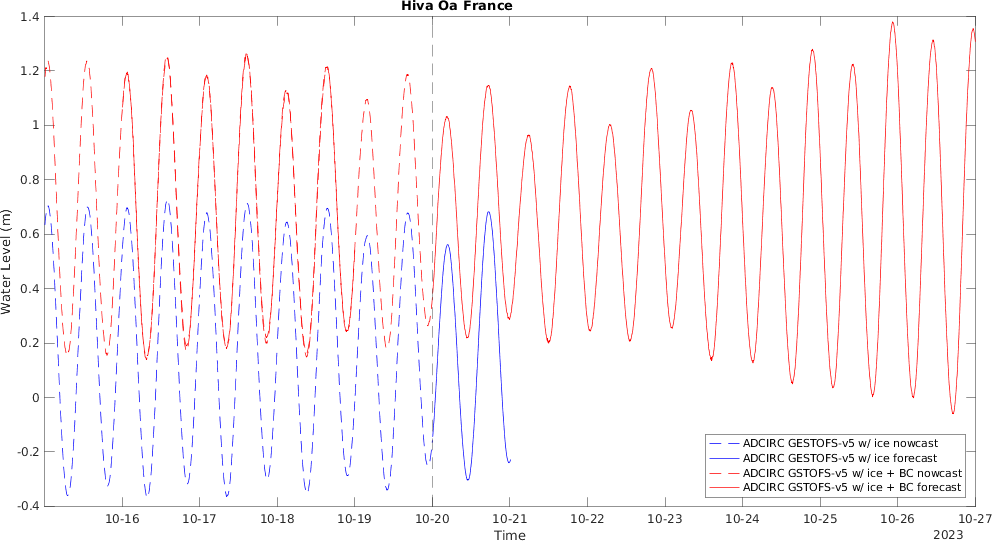 Hiva Oa France
1.4
1.2
1
0.8
0.6
0.4
0.2
0
-0.2
-0.4
Water Level (m)
ADCIRC GESTOFS-v5 w/ ice nowcast
ADCIRC GESTOFS-v5 w/ ice forecast
ADCIRC GSTOFS-v5 w/ ice + BC nowcast
ADCIRC GSTOFS-v5 w/ ice + BC forecast
10-16 10-17 10-18 10-19 10-20 10-21 10-22 10-23 10-24 10-25 10-26 10-27
Time
2023